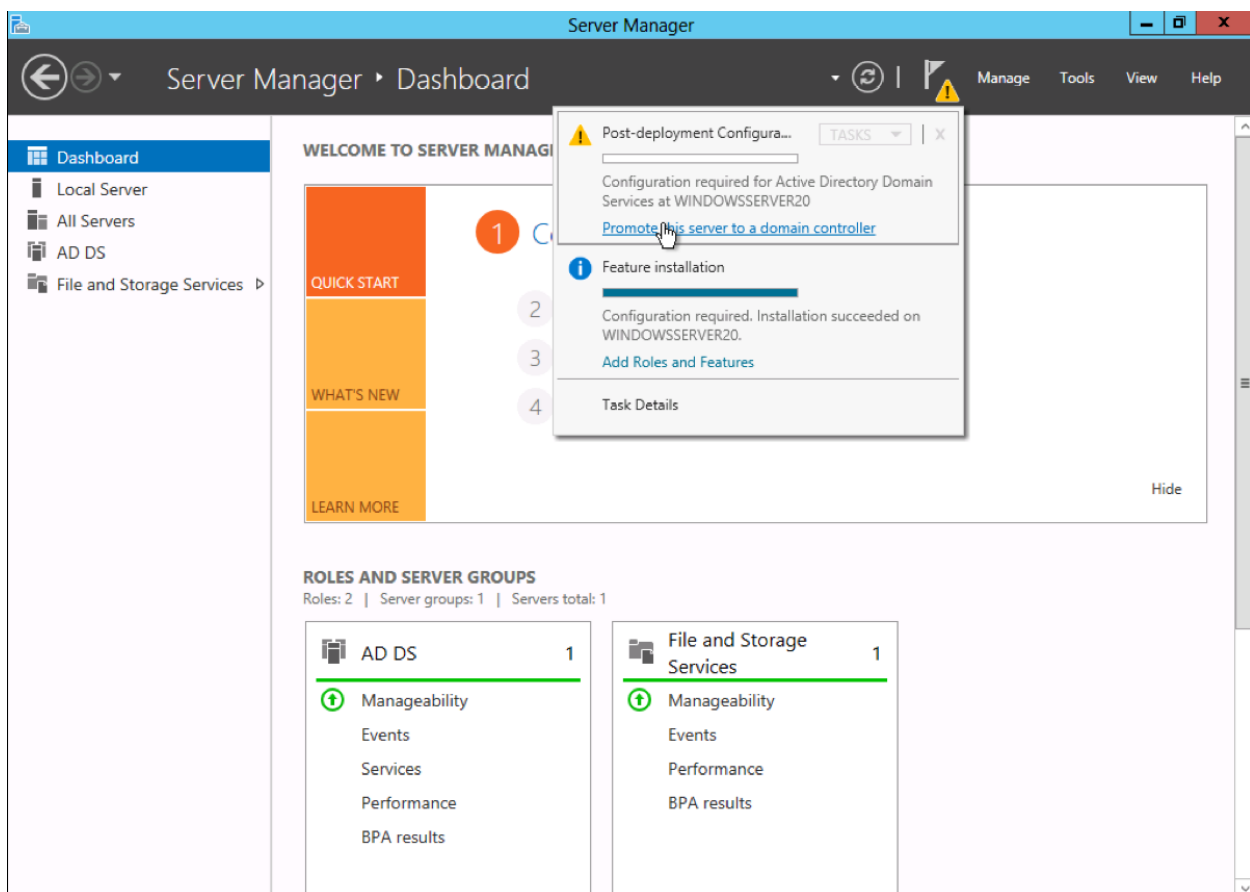 Server Manager
Server Manager ‣ Dashboard
Manage Tools View Help
Dashboard
Local Server
All Servers
AD DS
File and Storage Services
WELCOME TO SERVER MANAG
QUICK START
WHAT'S NEW
LEARN MORE
1 C
2
3
4
Hide
Post-deployment Configura... TASKS X
Configuration required for Active Directory Domain
Services at WINDOWSSERVER20
Promote this server to a domain controller
Feature installation
Configuration required. Installation succeeded on
WINDOWSSERVER20.
Add Roles and Features
Task Details
ROLES AND SERVER GROUPS
Roles: 2 | Server groups: 1 | Servers total: 1
AD DS 1
Manageability
Events
Services
Performance
BPA results
File and Storage
Services 1
Manageability
Events
Performance
BPA results